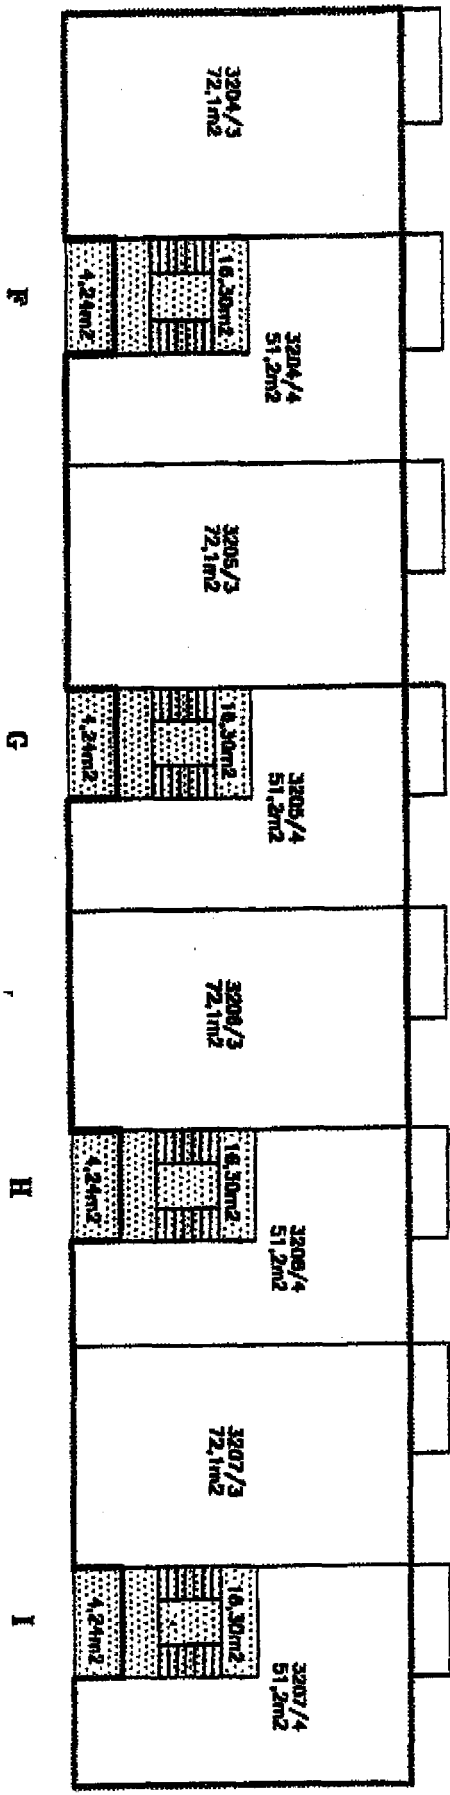 3204/3
72,1m2
16,30m2
4,24m2
3204/4
51,2m2
F
3205/3
72,1m2
16,30m2
4,24m2
3205/4
51,2m2
G
3206/3
72,1m2
16,30m2
4,24m2
3206/4
51,2m2
H
3207/3
72,1m2
16,30m2
4,24m2
3207/4
51,2m2
I